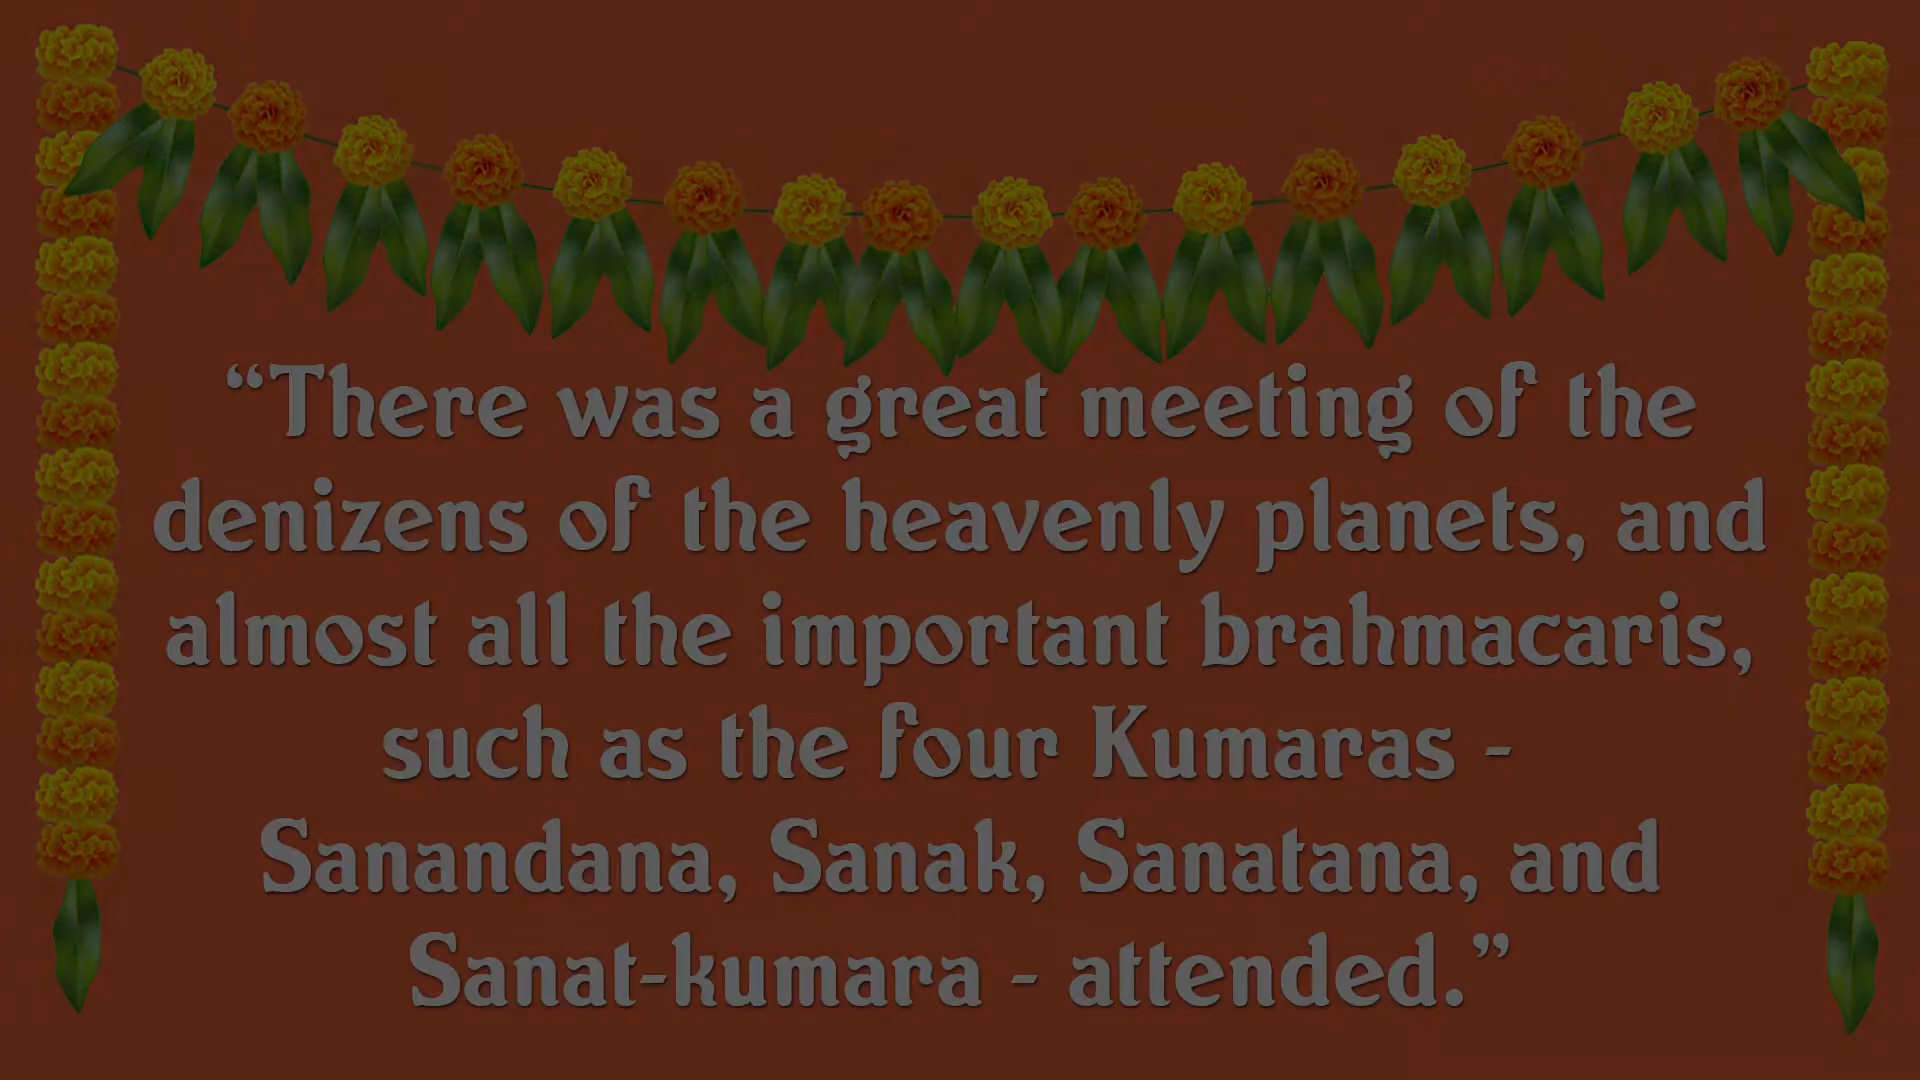 “There was a great meeting of the
denizens of the heavenly planets, and
almost all the important brahmacaris,
such as the four Kumaras -
Sanandana, Sanak, Sanatana, and
Sanat-kumara - attended.”